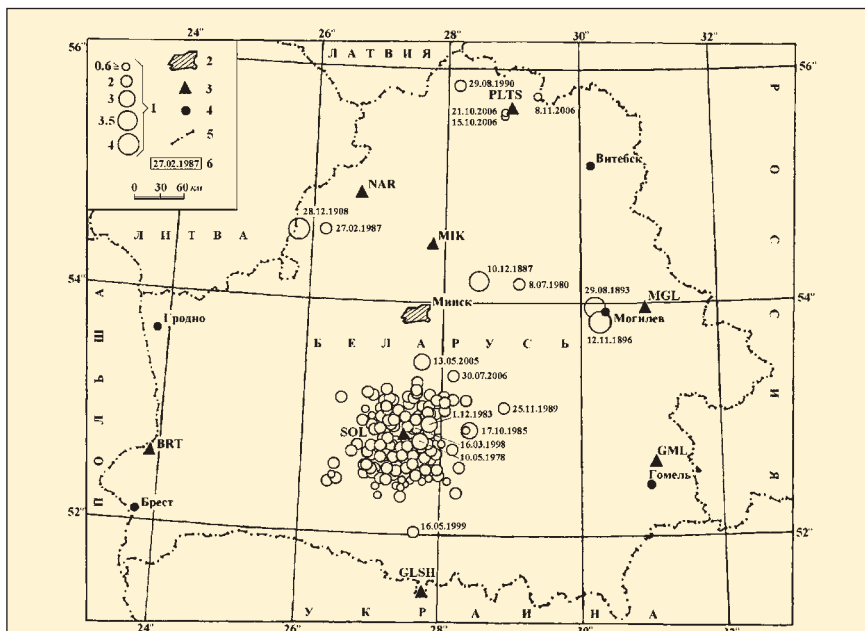 26" 28" 32"
56"
Л А Т В И Я
56"
0.6 ≥
2
3
3.5
4
1
2
3
4
5
27.02.1987 6
0 30 60 км
29.08.1990
PLTS
21.10.2006
15.10.2006
8.11.2006
Витебск
Р О С С И Я
NAR
28.12.1908
27.02.1987
Л И Т В А
MIK
10.12.1887
8.07.1980
54"
54"
29.08.1893
MGL
Могилев
12.11.1896
Минск
Гродно
П О Л Ь Ш А
Б Е Л А Р У С Ь
13.05.2005
30.07.2006
1.12.1983
25.11.1989
SOL
17.10.1985
16.03.1998
10.05.1978
BRT
GML
Гомель
Брест
52"
52"
16.05.1999
GLSH
У К Р А И Н А
24" 26" 28" 30" 32"